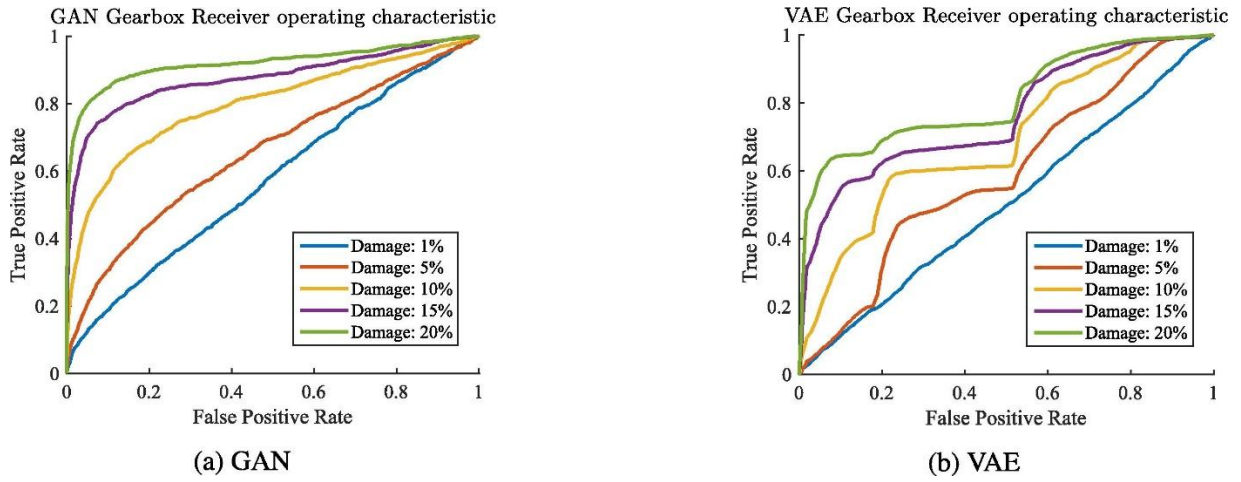 GAN Gearbox Receiver operating characteristic
1
0.8
0.6
0.4
0.2
0
True Positive Rate
Damage: 1%
Damage: 5%
Damage: 10%
Damage: 15%
Damage: 20%
0 0.2 0.4 0.6 0.8 1
False Positive Rate
(a) GAN
VAE Gearbox Receiver operating characteristic
1
0.8
0.6
0.4
0.2
0
True Positive Rate
Damage: 1%
Damage: 5%
Damage: 10%
Damage: 15%
Damage: 20%
0 0.2 0.4 0.6 0.8 1
False Positive Rate
(b) VAE